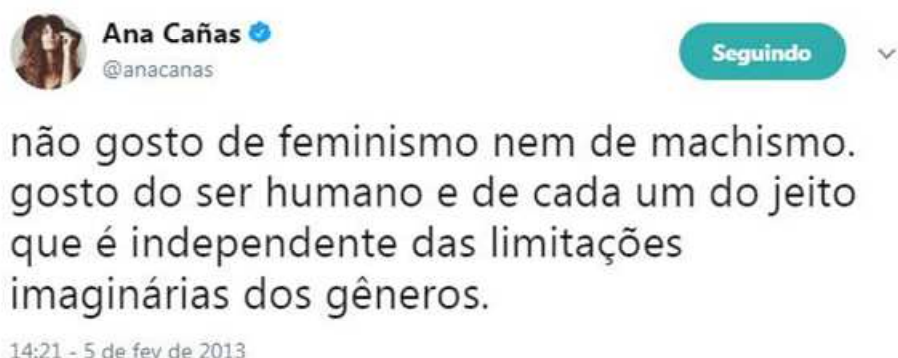 Ana Cañas
@anacanas
Seguindo
não gosto de feminismo nem de machismo.
gosto do ser humano e de cada um do jeito
que é independente das limitações
imaginárias dos gêneros.
14:21 - 5 de fev de 2013